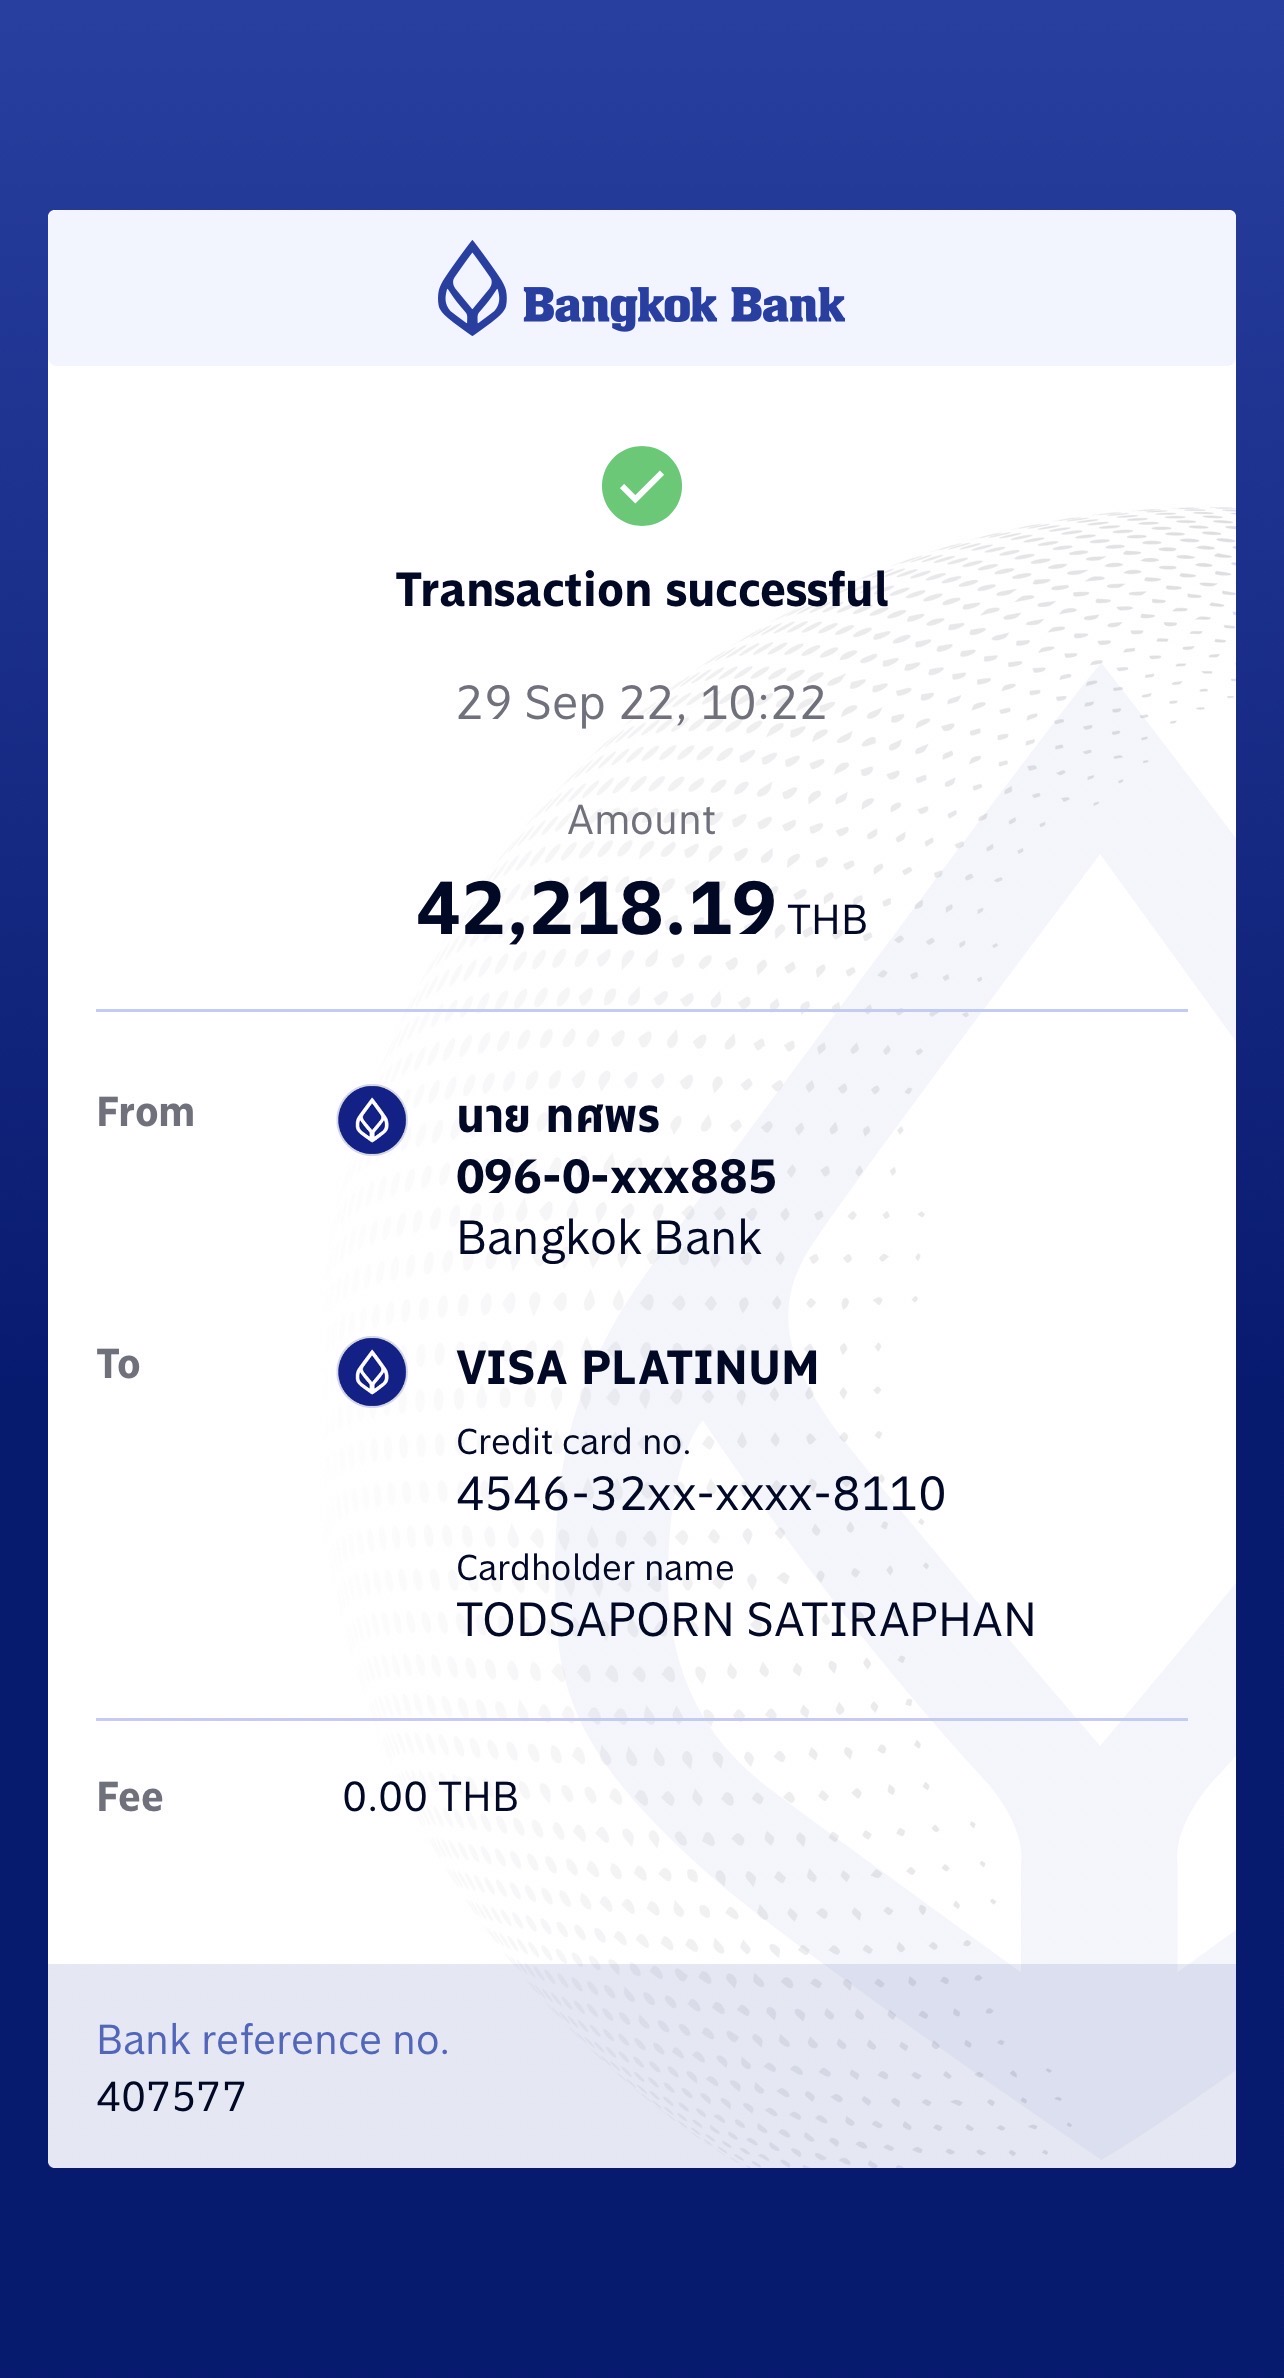 Bangkok Bank
Transaction successful
29 Sep 22, 10:22
Amount
42,218.19 THB
From
นาย ทศพร
096-0-xxx885
Bangkok Bank
To
VISA PLATINUM
Credit card no.
4546-32xx-xxxx-8110
Cardholder name
TODSAPORN SATIRAPHAN
Fee 0.00 THB
Bank reference no.
407577